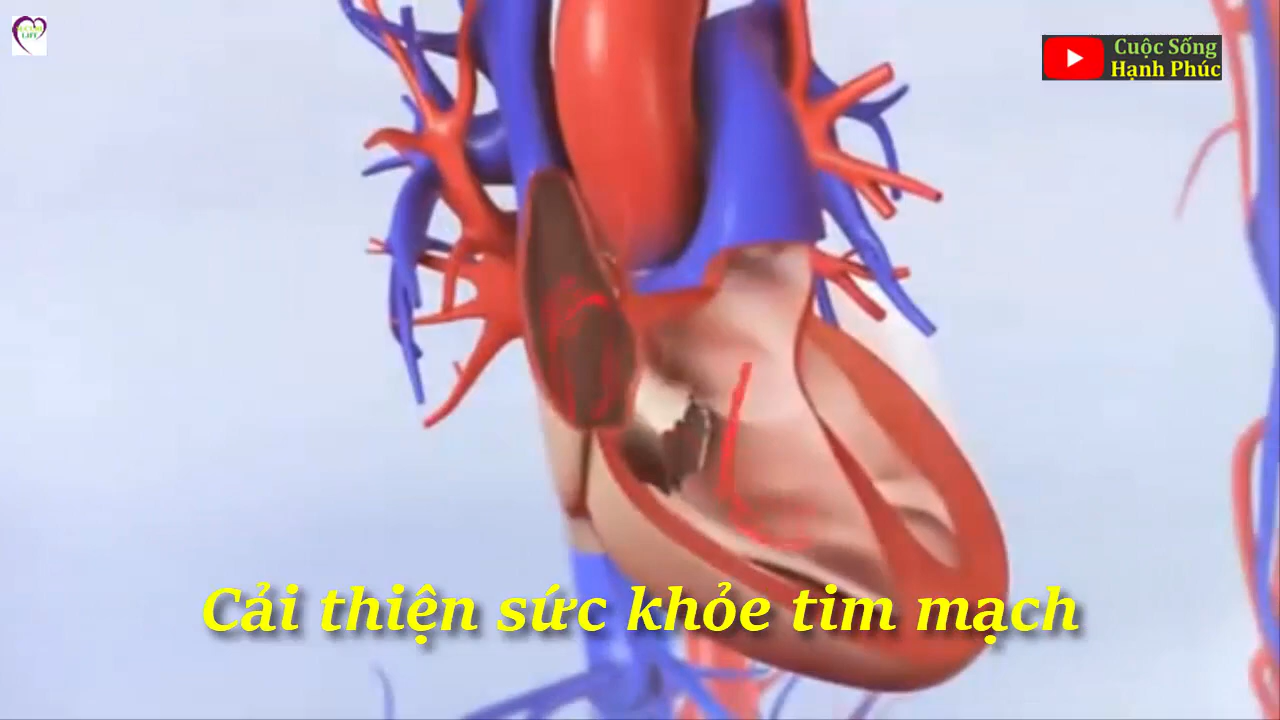 Cuộc Sống
Hạnh Phúc
Cải thiện sức khỏe tim mạch